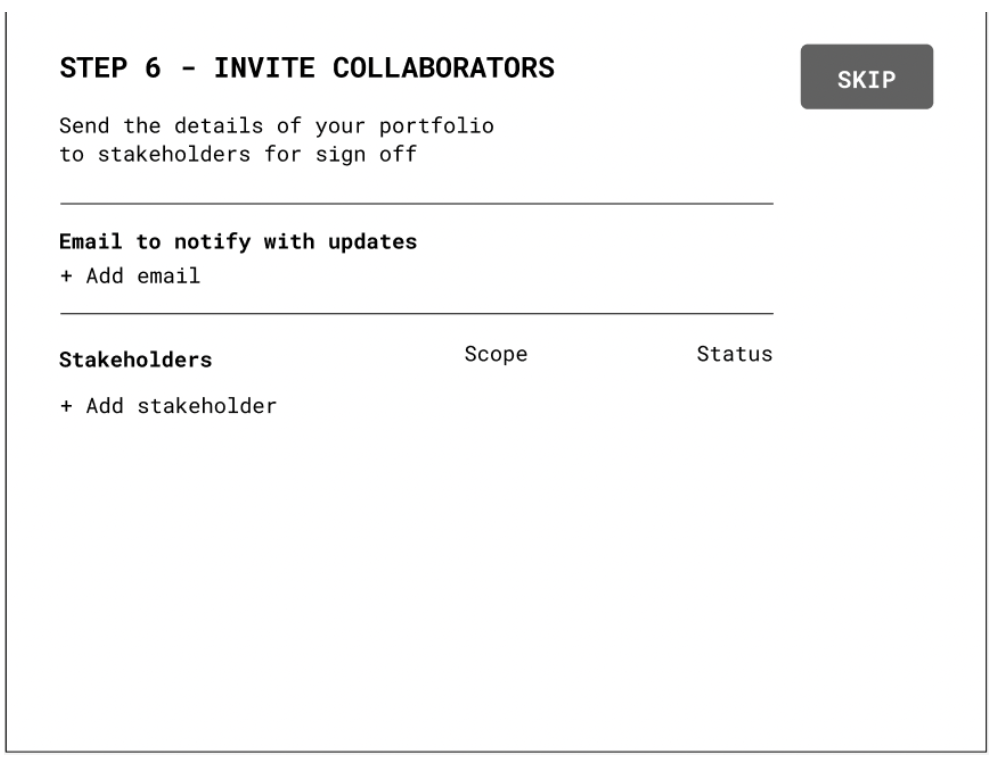 STEP 6 - INVITE COLLABORATORS
SKIP
Send the details of your portfolio
to stakeholders for sign off
Email to notify with updates
+ Add email
Stakeholders Scope Status
+ Add stakeholder